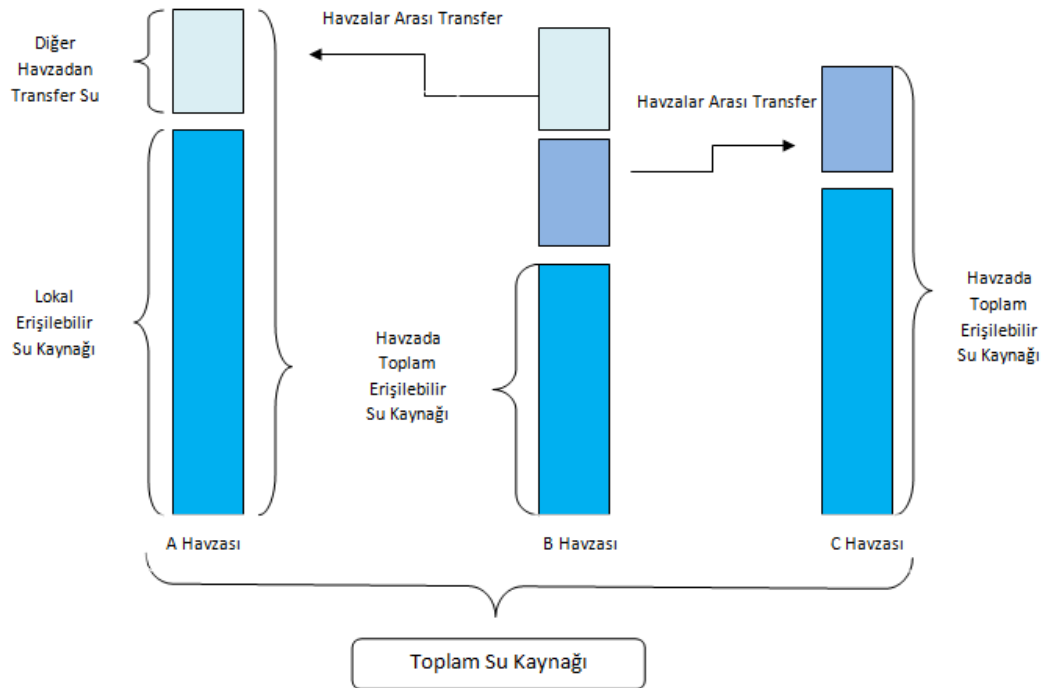 Havzalar Arası Transfer
Diğer
Havzadan
Transfer Su
Havzalar Arası Transfer
Lokal
Erişilebilir
Su Kaynağı
Havzada
Toplam
Erişilebilir
Su Kaynağı
Havzada
Toplam
Erişilebilir
Su Kaynağı
A Havzası
B Havzası
C Havzası
Toplam Su Kaynağı